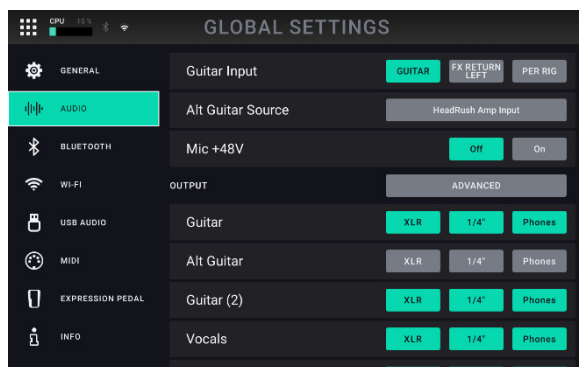 CPU 15%
GLOBAL SETTINGS
GENERAL
AUDIO
BLUETOOTH
WI-FI
USB AUDIO
MIDI
EXPRESSION PEDAL
INFO
Guitar Input GUITAR FX RETURN LEFT PER RIG
Alt Guitar Source HeadRush Amp Input
Mic +48V Off On
OUTPUT ADVANCED
Guitar XLR 1/4" Phones
Alt Guitar XLR 1/4" Phones
Guitar (2) XLR 1/4" Phones
Vocals XLR 1/4" Phones